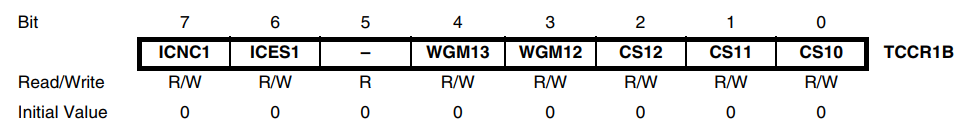 Bit 7 6 5 4 3 2 1 0
ICNC1 ICES1 – WGM13 WGM12 CS12 CS11 CS10 TCCR1B
Read/Write R/W R/W R R/W R/W R/W R/W R/W
Initial Value 0 0 0 0 0 0 0 0